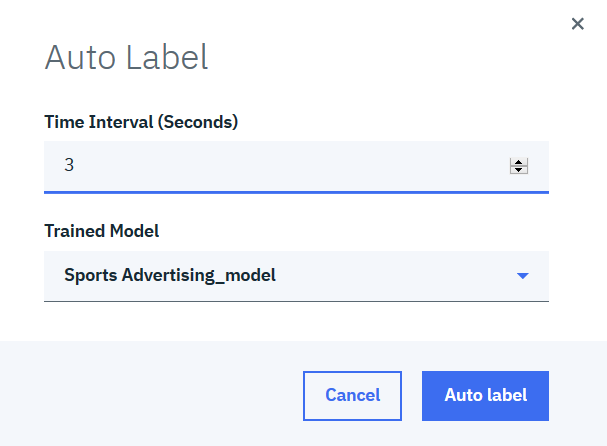 Auto Label
Time Interval (Seconds)
3
Trained Model
Sports Advertising_model
Cancel
Auto label